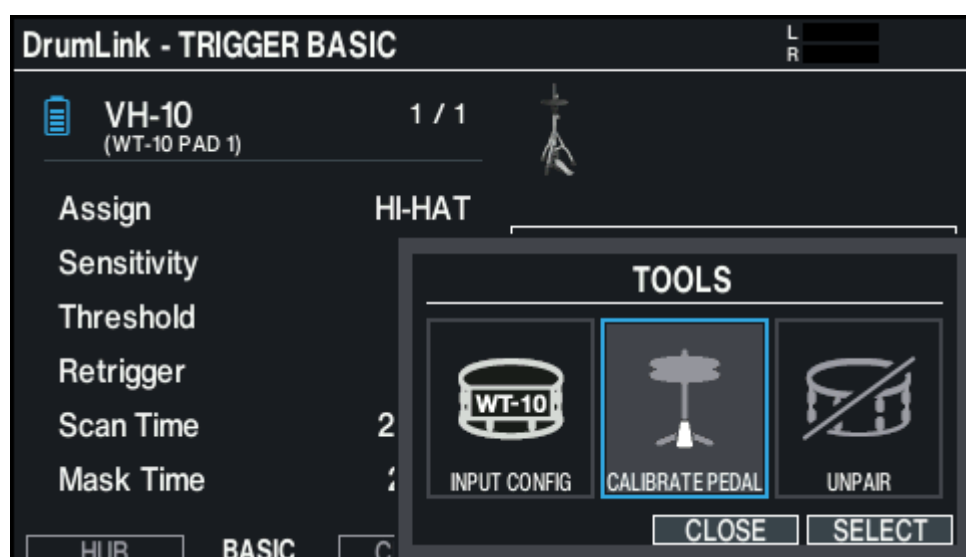 DrumLink - TRIGGER BASIC
L
R
VH-10
1 / 1
(WT-10 PAD 1)
Assign HI-HAT
Sensitivity
Threshold
Retrigger
Scan Time 2
Mask Time
HUB BASIC C
TOOLS
WT-10
INPUT CONFIG
CALIBRATE PEDAL
UNPAIR
CLOSE
SELECT